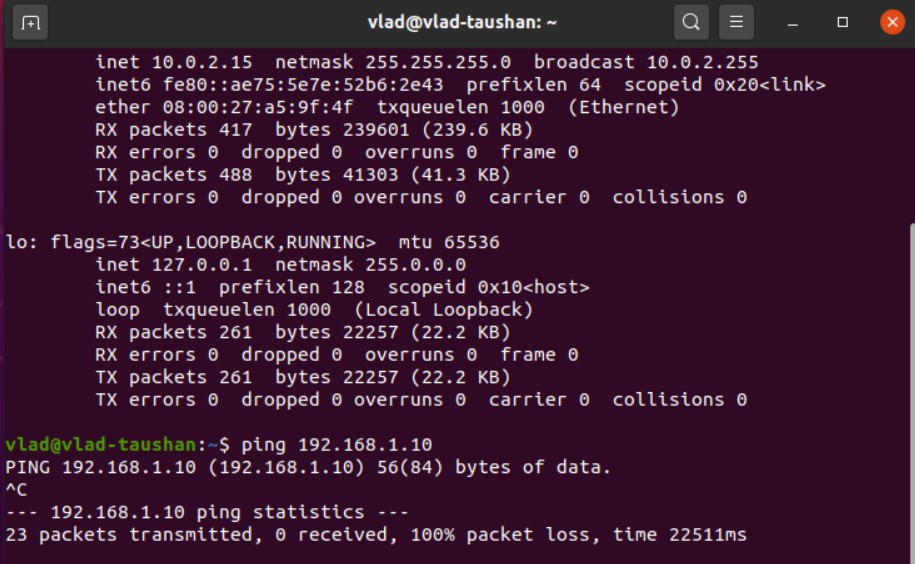 vlad@vlad-taushan: ~
inet 10.0.2.15  netmask 255.255.255.0  broadcast 10.0.2.255
inet6 fe80::ae75:5e7e:52b6:2e43  prefixlen 64  scopeid 0x20<link>
ether 08:00:27:a5:9f:4f  txqueuelen 1000  (Ethernet)
RX packets 417  bytes 239601 (239.6 KB)
RX errors 0  dropped 0  overruns 0  frame 0
TX packets 488  bytes 41303 (41.3 KB)
TX errors 0  dropped 0 overruns 0  carrier 0  collisions 0
lo: flags=73<UP,LOOPBACK,RUNNING>  mtu 65536
inet 127.0.0.1  netmask 255.0.0.0
inet6 ::1  prefixlen 128  scopeid 0x10<host>
loop  txqueuelen 1000  (Local Loopback)
RX packets 261  bytes 22257 (22.2 KB)
RX errors 0  dropped 0  overruns 0  frame 0
TX packets 261  bytes 22257 (22.2 KB)
TX errors 0  dropped 0 overruns 0  carrier 0  collisions 0
vlad@vlad-taushan:~$ ping 192.168.1.10
PING 192.168.1.10 (192.168.1.10) 56(84) bytes of data.
^C
--- 192.168.1.10 ping statistics ---
23 packets transmitted, 0 received, 100% packet loss, time 22511ms